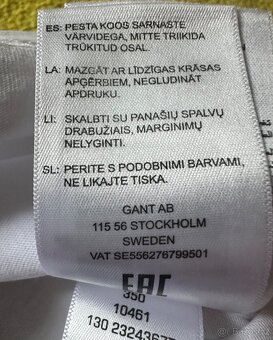 ES: PESTA KOOS SARNASTE
VÄRVIDEGA, MITTE TRIIKIDA
TRÜKITUD OSAL.
LA: MAZGĀT AR LĪDZĪGAS KRĀSAS
APĢĒRBIEM, NEGLUDINĀT
APDRUKU.
LI: SKALBTI SU PANAŠIŲ SPALVŲ
DRABUŽIAIS, MARGINIMŲ
NELYGINTI.
SL: PERITE S PODOBNIMI BARVAMI,
NE LIKAJTE TISKA.
GANT AB
115 56 STOCKHOLM
SWEDEN
VAT SE556276799501
EAC
350
10461
130 2324367